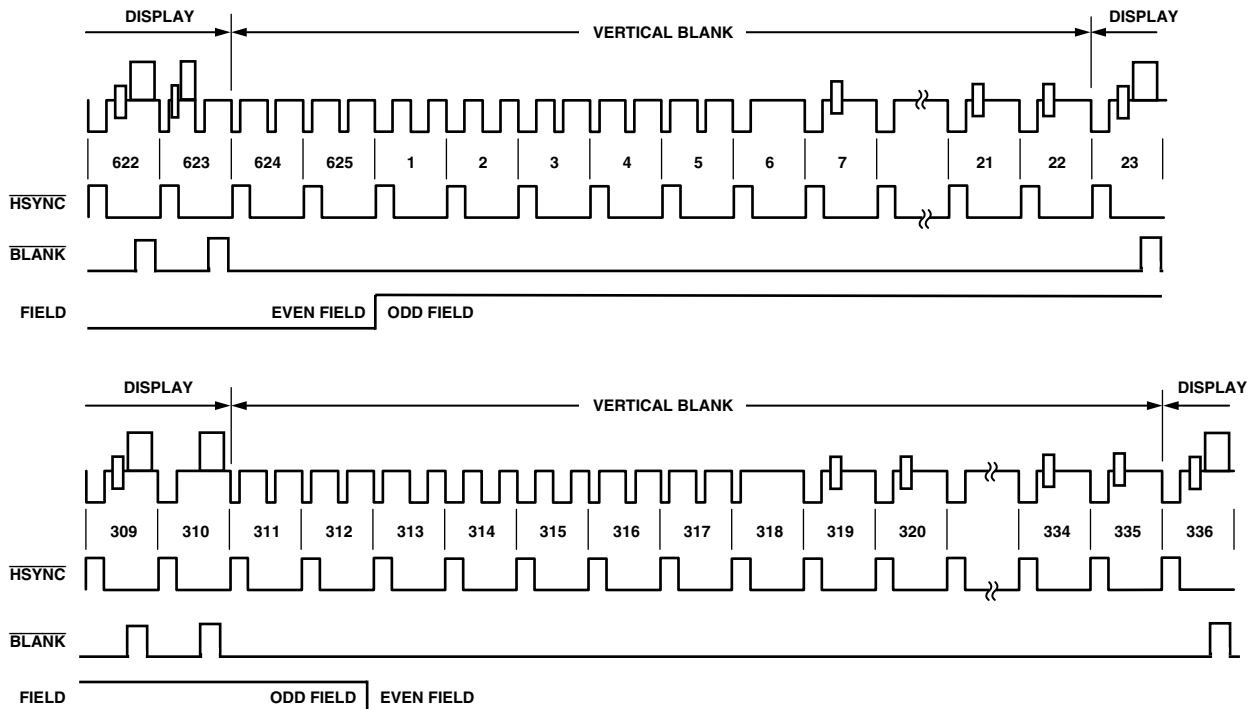 DISPLAY DISPLAY
VERTICAL BLANK
622 623 624 625 1 2 3 4 5 6 7 21 22 23
HSYNC
BLANK
FIELD EVEN FIELD ODD FIELD
DISPLAY DISPLAY
VERTICAL BLANK
309 310 311 312 313 314 315 316 317 318 319 320 334 335 336
HSYNC
BLANK
FIELD ODD FIELD EVEN FIELD